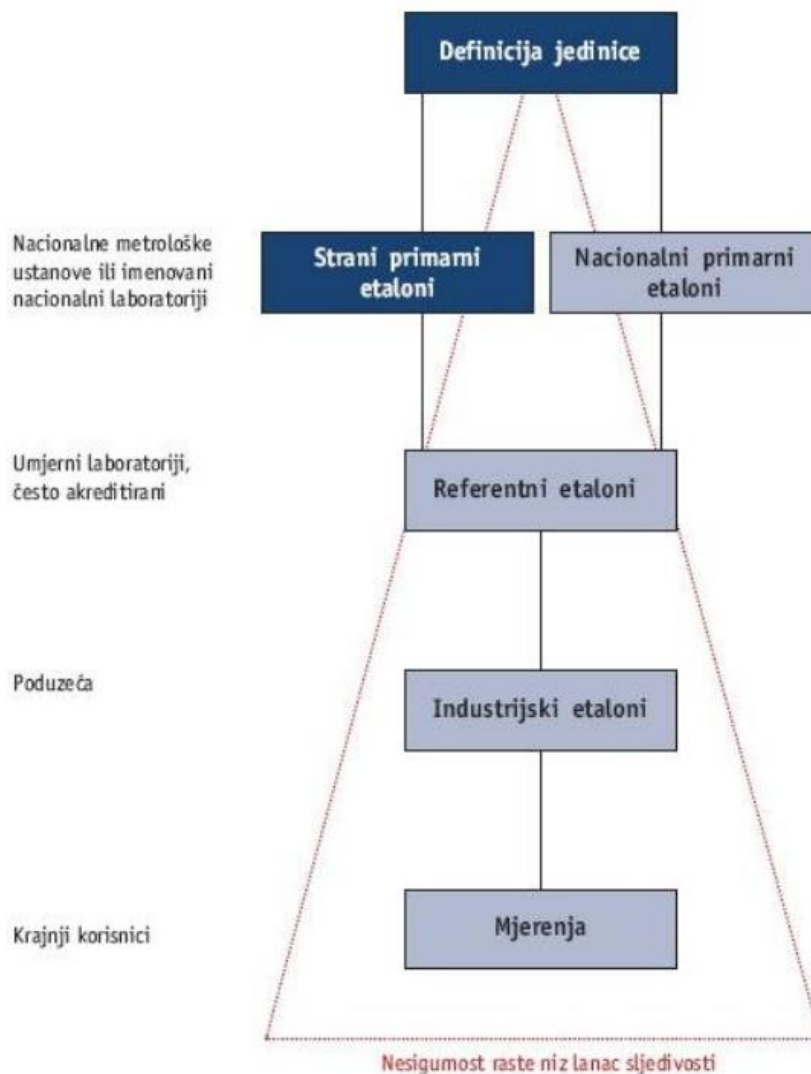 Definicija jedinice
Nacionalne metrološke
ustanove ili imenovani
nacionalni laboratoriji
Strani primarni
etaloni
Nacionalni primarni
etaloni
Umjerni laboratoriji,
često akreditirani
Referentni etaloni
Poduzeća
Industrijski etaloni
Krajnji korisnici
Mjerenja
Nesigurnost raste niz lanac sljedivosti